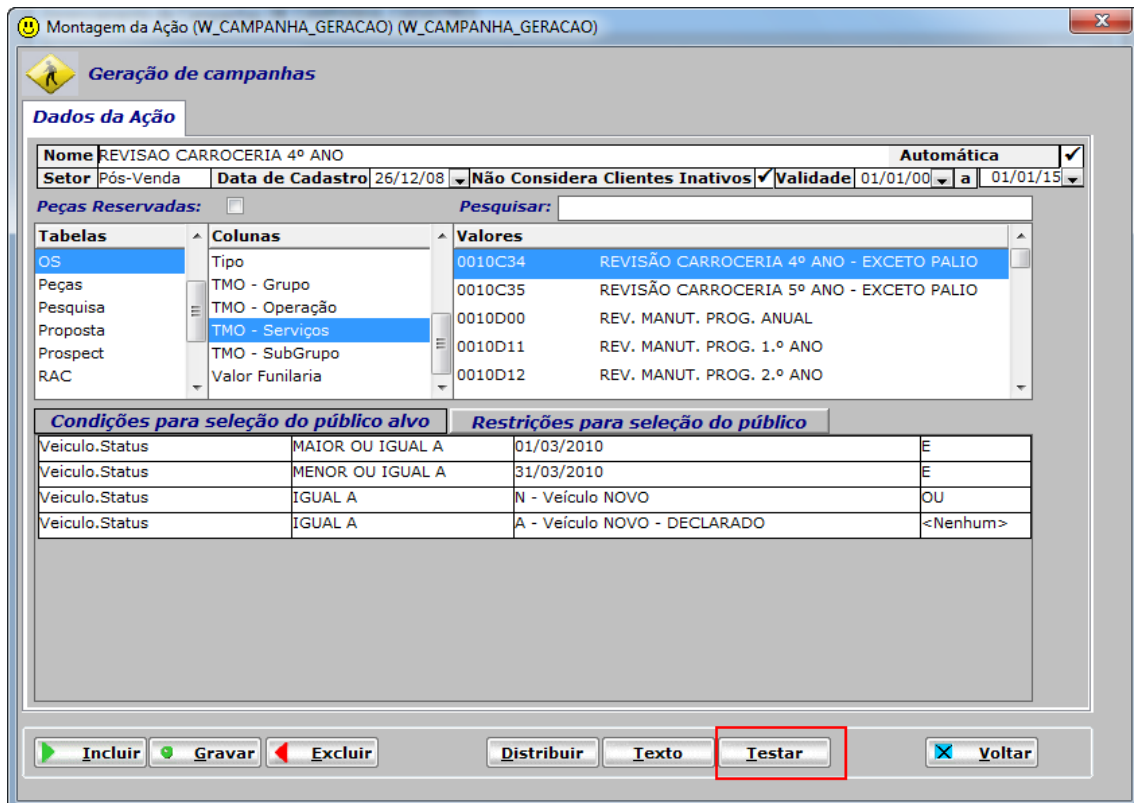 Montagem da Ação (W_CAMPANHA_GERACAO) (W_CAMPANHA_GERACAO)
Geração de campanhas
Dados da Ação
Nome REVISAO CARROCERIA 4º ANO Automática
Setor Pós-Venda Data de Cadastro 26/12/08 Não Considera Clientes Inativos Validade 01/01/00 a 01/01/15
Peças Reservadas: Pesquisar:
Tabelas Colunas Valores
OS Tipo 0010C34 REVISÃO CARROCERIA 4º ANO - EXCETO PALIO
Peças TMO - Grupo 0010C35 REVISÃO CARROCERIA 5º ANO - EXCETO PALIO
Pesquisa TMO - Operação 0010D00 REV. MANUT. PROG. ANUAL
Proposta TMO - Serviços 0010D11 REV. MANUT. PROG. 1.º ANO
Prospect TMO - SubGrupo 0010D12 REV. MANUT. PROG. 2.º ANO
RAC Valor Funilaria
Condições para seleção do público alvo Restrições para seleção do público
Veiculo.Status MAIOR OU IGUAL A 01/03/2010 E
Veiculo.Status MENOR OU IGUAL A 31/03/2010 E
Veiculo.Status IGUAL A N - Veículo NOVO OU
Veiculo.Status IGUAL A A - Veículo NOVO - DECLARADO <Nenhum>
Incluir Gravar Excluir Distribuir Texto Testar Voltar